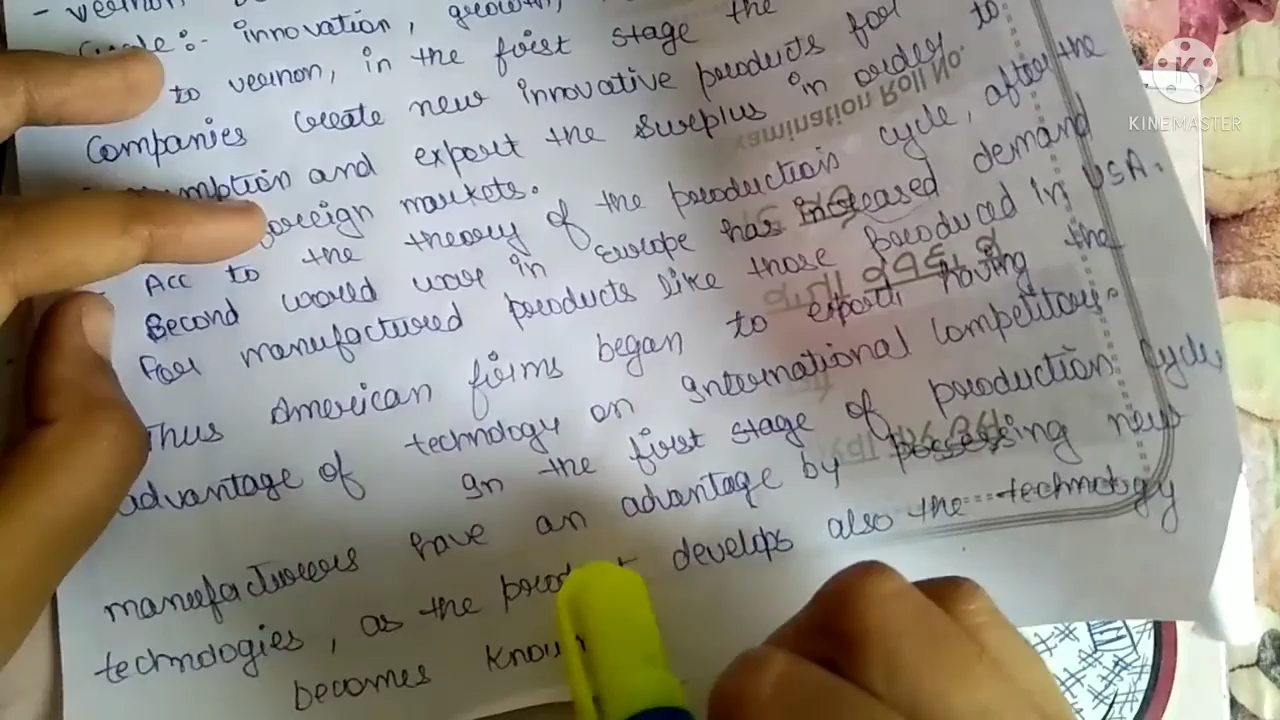 innovation, growth,
to vernon, in the first stage the
Companies create new innovative products for
and export the surplus in order to
foreign markets.
Acc to the theory of the production cycle, after the
Second world war in Europe has increased demand
For manufactured products like those produced in USA.
Thus American firms began to export having the
advantage of technology on International Competitors.
In the first stage of production Cycle,
manufacturers have an advantage by possessing new
technologies, as the develops also the technology
becomes
xamination Roll No.
KINEMASTER